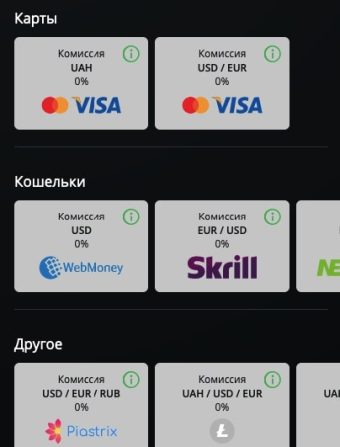 Карты
Комиссия
UAH
0%
VISA
Комиссия
USD / EUR
0%
VISA
Кошельки
Комиссия
USD
0%
WebMoney
Комиссия
EUR / USD
0%
Skrill
NE
Другое
Комиссия
USD / EUR / RUB
0%
Piastrix
Комиссия
UAH / USD / EUR
0%
UA